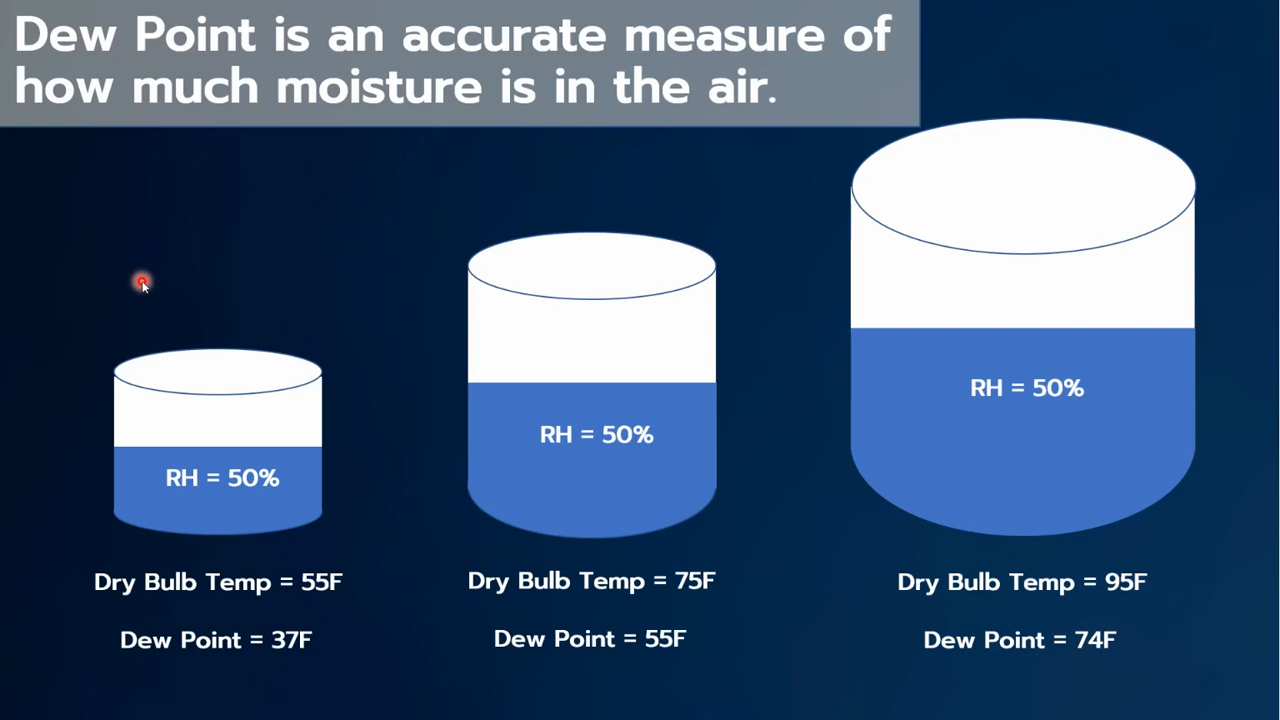 Dew Point is an accurate measure of
how much moisture is in the air.
RH = 50%
Dry Bulb Temp = 55F
Dew Point = 37F
RH = 50%
Dry Bulb Temp = 75F
Dew Point = 55F
RH = 50%
Dry Bulb Temp = 95F
Dew Point = 74F